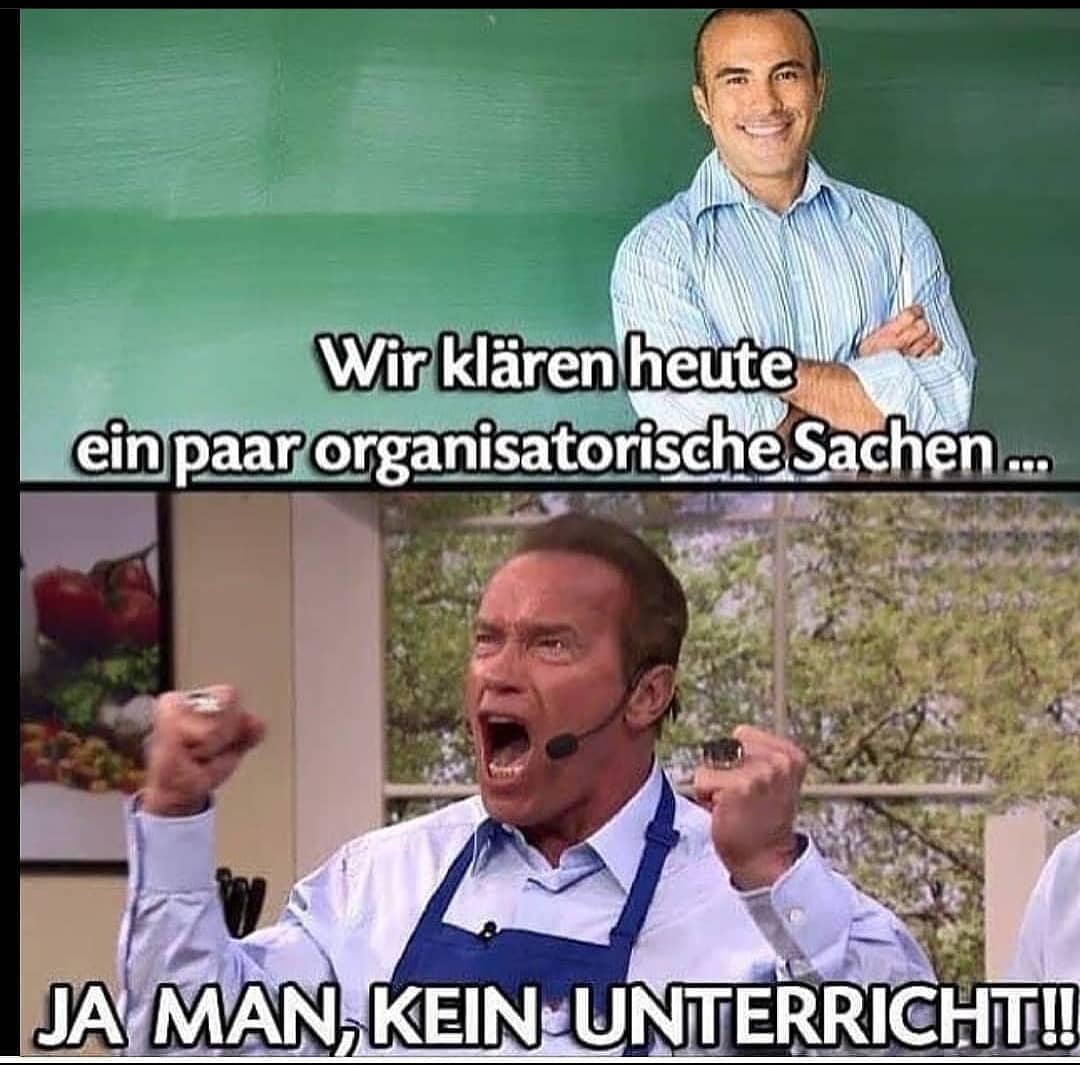 Wir klären heute
ein paar organisatorische Sachen ...
JA MAN, KEIN UNTERRICHT!!